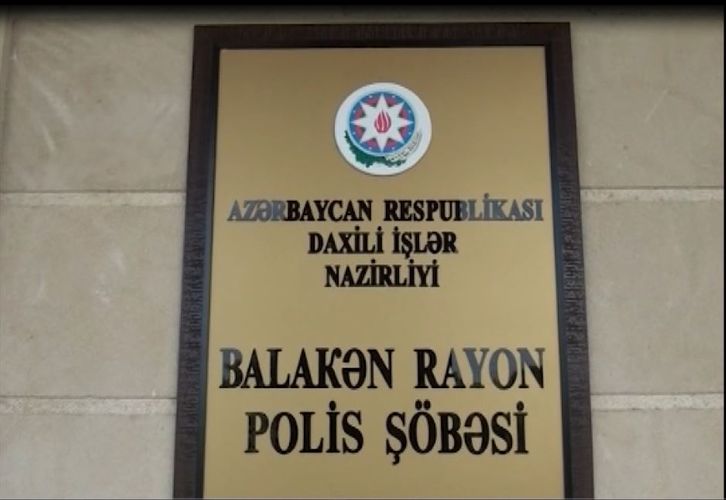 AZƏRBAYCAN RESPUBLİKASI
DAXİLİ İŞLƏR
NAZİRLİYİ
BALAKƏN RAYON
POLİS ŞÖBƏSİ